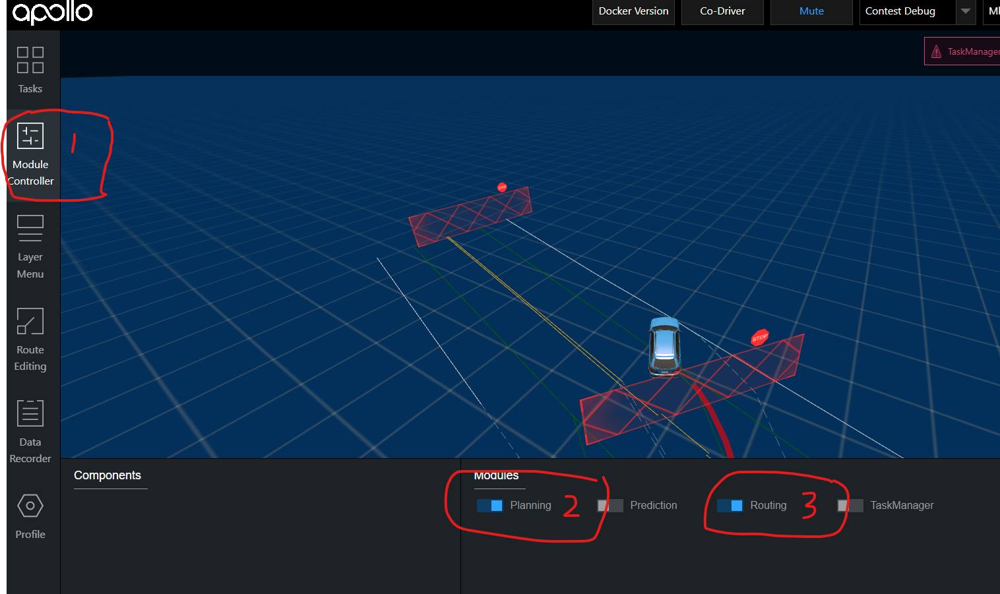 apollo
Docker Version
Co-Driver
Mute
Contest Debug
TaskManager
Tasks
1
Module
Controller
STOP
Layer
Menu
Route
Editing
STOP
Data
Recorder
Components
Modules
Planning
2
Prediction
Routing
3
TaskManager
Profile